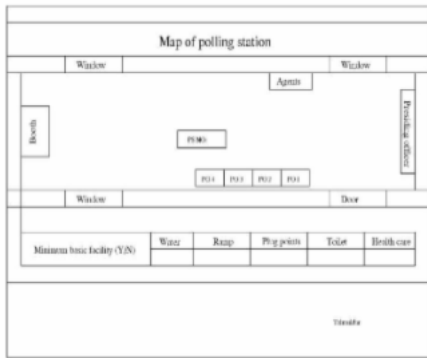 Map of polling station
Window
Window
Agents
Booth
Presiding officer
PO4
PO3
PO2
PO1
Window
Door
Minimum basic facility (Y/N)
Water
Ramp
Plug points
Toilet
Health care